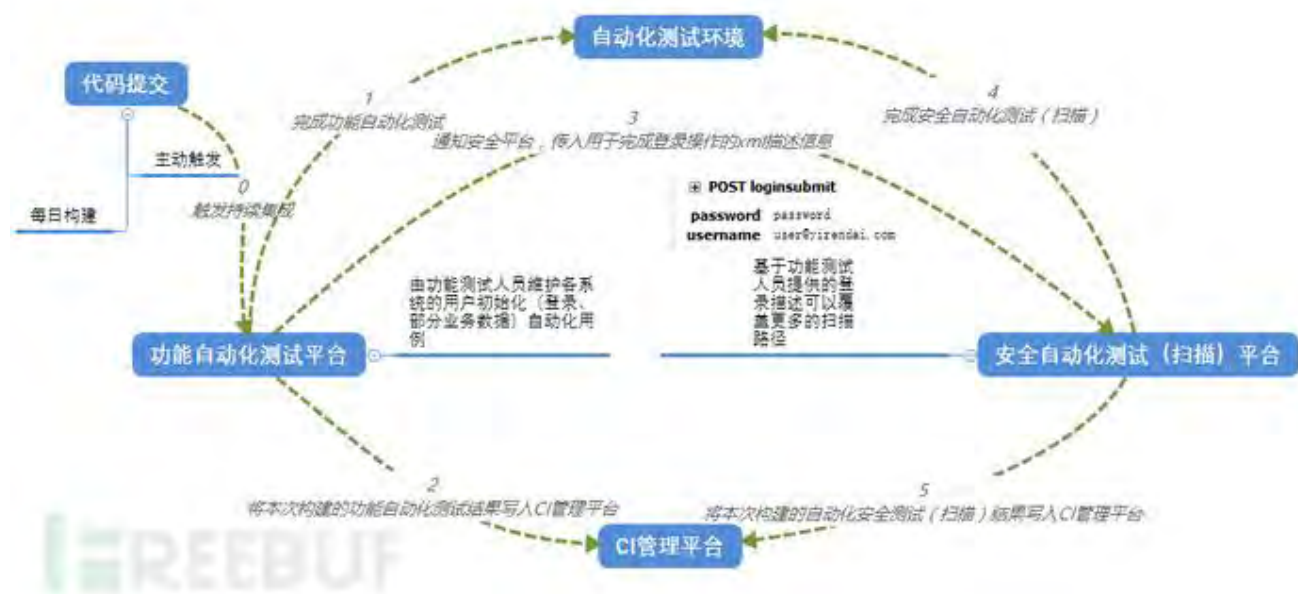 自动化测试环境
代码提交
1
完成功能自动化测试
4
完成安全自动化测试（扫描）
3
通知安全平台，传入用于完成登录操作的xml描述信息
主动触发
每日构建
0
触发持续集成
POST loginsubmit
password password
username user@yirendai.com
由功能测试人员维护各系
统的用户初始化（登录、
部分业务数据）自动化用
例
基于功能测试
人员提供的登
录描述可以覆
盖更多的扫描
路径
功能自动化测试平台
安全自动化测试（扫描）平台
2
将本次构建的功能自动化测试结果写入CI管理平台
5
将本次构建的自动化安全测试（扫描）结果写入CI管理平台
CI管理平台
FREEBUF